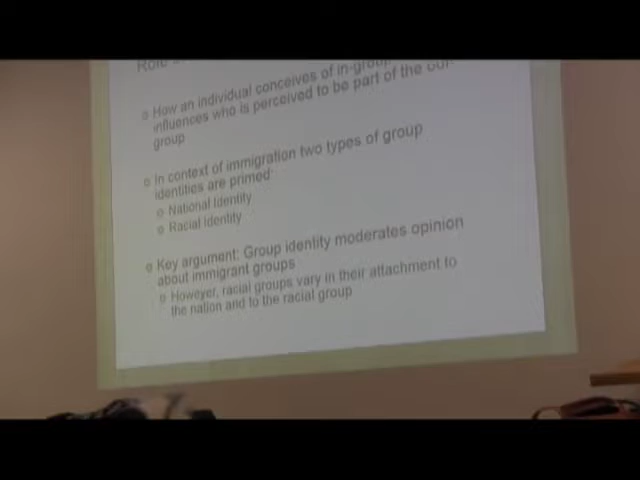 How an individual conceives of in-group
influences who is perceived to be part of the out-
group
In context of immigration two types of group
identities are primed:
National Identity
Racial Identity
Key argument: Group identity moderates opinion
about immigrant groups
However, racial groups vary in their attachment to
the nation and to the racial group